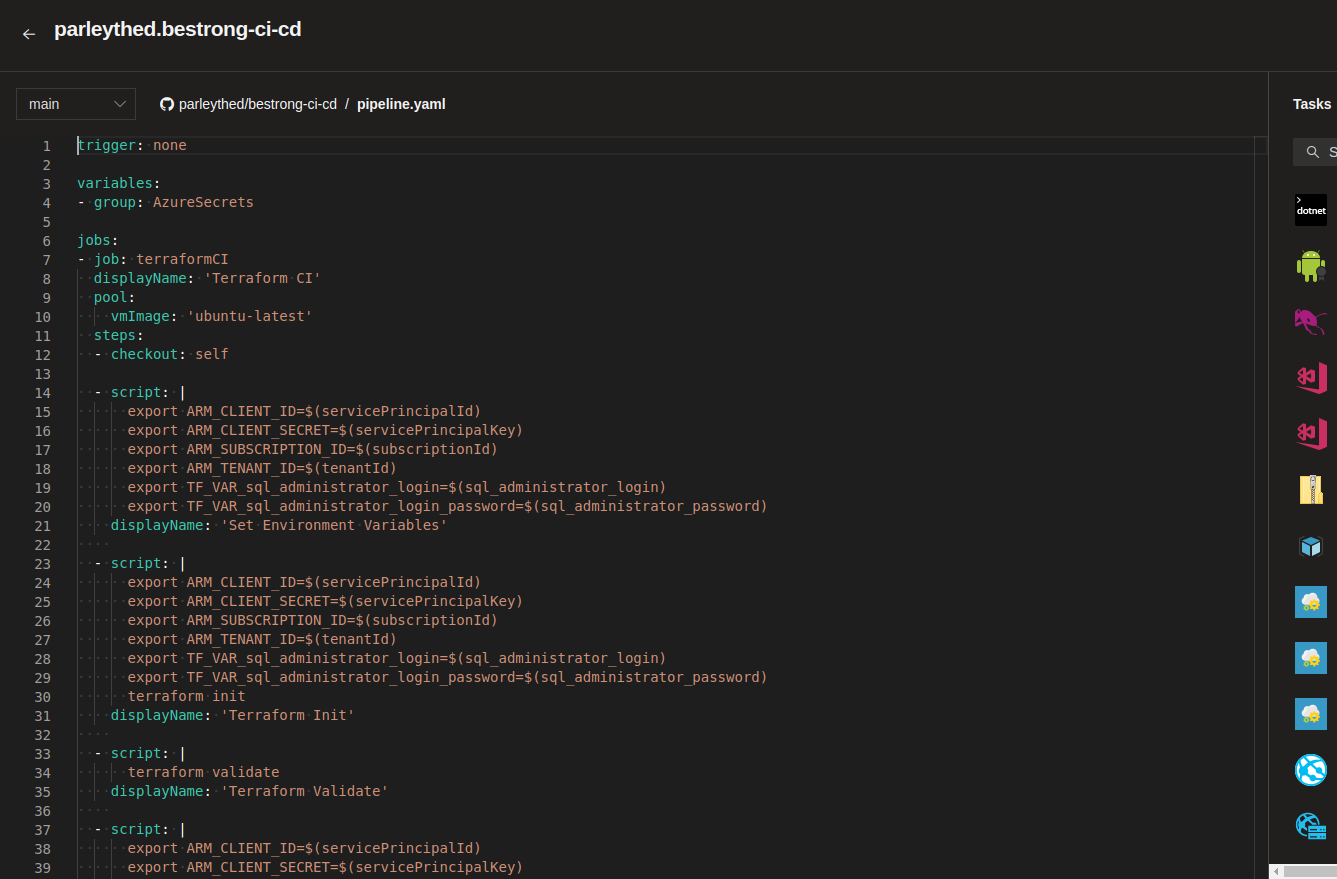 parleythed.bestrong-ci-cd
main
parleythed/bestrong-ci-cd / pipeline.yaml
Tasks
S
dotnet
1 trigger: none
2
3 variables:
4 - group: AzureSecrets
5
6 jobs:
7 - job: terraformCI
8   displayName: 'Terraform CI'
9   pool:
10     vmImage: 'ubuntu-latest'
11   steps:
12   - checkout: self
13
14   - script: |
15       export ARM_CLIENT_ID=$(servicePrincipalId)
16       export ARM_CLIENT_SECRET=$(servicePrincipalKey)
17       export ARM_SUBSCRIPTION_ID=$(subscriptionId)
18       export ARM_TENANT_ID=$(tenantId)
19       export TF_VAR_sql_administrator_login=$(sql_administrator_login)
20       export TF_VAR_sql_administrator_login_password=$(sql_administrator_password)
21     displayName: 'Set Environment Variables'
22
23   - script: |
24       export ARM_CLIENT_ID=$(servicePrincipalId)
25       export ARM_CLIENT_SECRET=$(servicePrincipalKey)
26       export ARM_SUBSCRIPTION_ID=$(subscriptionId)
27       export ARM_TENANT_ID=$(tenantId)
28       export TF_VAR_sql_administrator_login=$(sql_administrator_login)
29       export TF_VAR_sql_administrator_login_password=$(sql_administrator_password)
30       terraform init
31     displayName: 'Terraform Init'
32
33   - script: |
34       terraform validate
35     displayName: 'Terraform Validate'
36
37   - script: |
38       export ARM_CLIENT_ID=$(servicePrincipalId)
39       export ARM_CLIENT_SECRET=$(servicePrincipalKey)